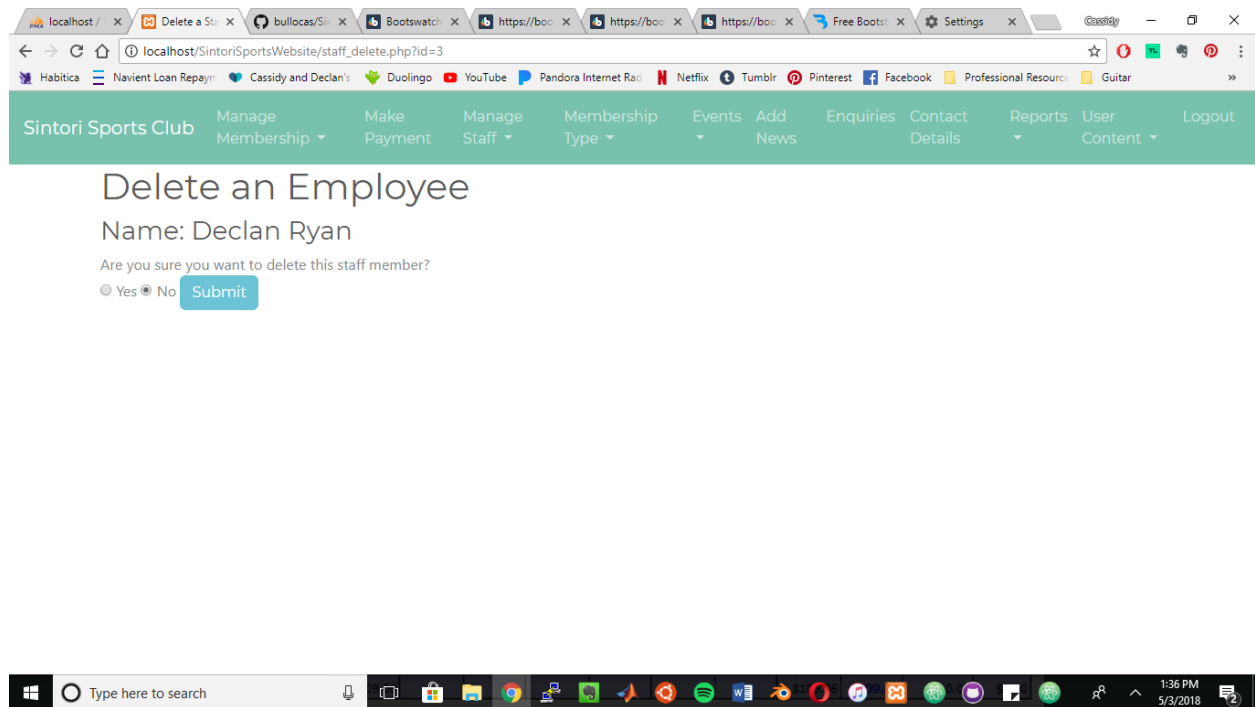 localhost / Delete a Sta bullocas/Sin Bootswatch https://boo https://boo https://boo Free Bootst Settings Cassidy
localhost/SintoriSportsWebsite/staff_delete.php?id=3
Habitica Navient Loan Repaym Cassidy and Declan's Duolingo YouTube Pandora Internet Rad Netflix Tumblr Pinterest Facebook Professional Resource Guitar »
Sintori Sports Club Manage Membership Make Payment Manage Staff Membership Type Events Add News Enquiries Contact Details Reports User Content Logout
Delete an Employee
Name: Declan Ryan
Are you sure you want to delete this staff member?
Yes No Submit
Type here to search
1:36 PM
5/3/2018
2